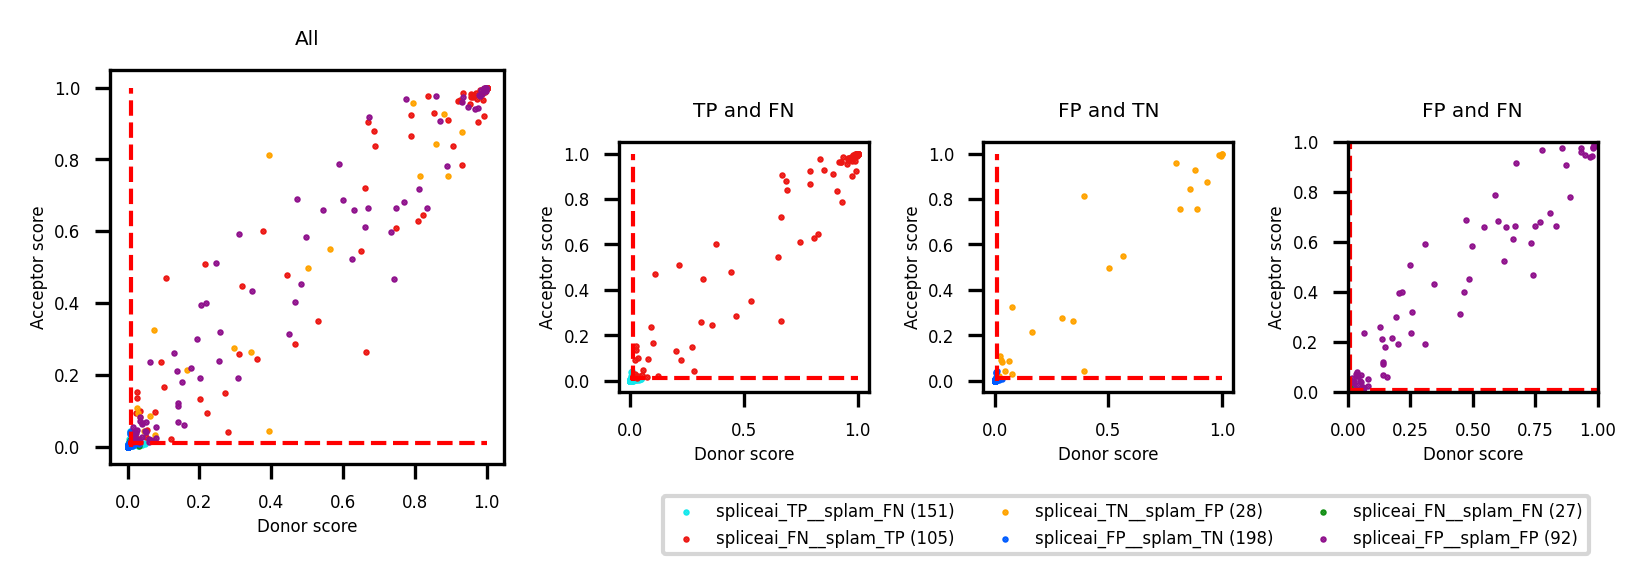 All
1.0
0.8
0.6
0.4
0.2
0.0
Acceptor score
0.0 0.2 0.4 0.6 0.8 1.0
Donor score
TP and FN
1.0
0.8
0.6
0.4
0.2
0.0
Acceptor score
0.0 0.5 1.0
Donor score
FP and TN
1.0
0.8
0.6
0.4
0.2
0.0
Acceptor score
0.0 0.5 1.0
Donor score
FP and FN
1.0
0.8
0.6
0.4
0.2
0.0
Acceptor score
0.00 0.25 0.50 0.75 1.00
Donor score
spliceai_TP__splam_FN (151)
spliceai_FN__splam_TP (105)
spliceai_TN__splam_FP (28)
spliceai_FP__splam_TN (198)
spliceai_FN__splam_FN (27)
spliceai_FP__splam_FP (92)